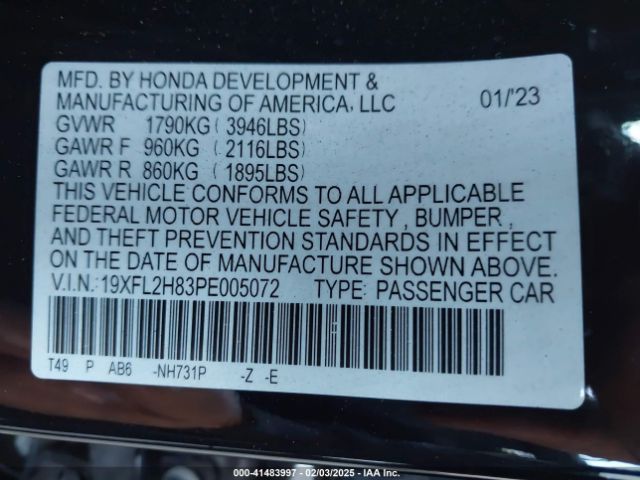 MFD. BY HONDA DEVELOPMENT &
MANUFACTURING OF AMERICA, LLC 01/'23
GVWR 1790KG ( 3946LBS)
GAWR F 960KG ( 2116LBS)
GAWR R 860KG ( 1895LBS)
THIS VEHICLE CONFORMS TO ALL APPLICABLE
FEDERAL MOTOR VEHICLE SAFETY , BUMPER ,
AND THEFT PREVENTION STANDARDS IN EFFECT
ON THE DATE OF MANUFACTURE SHOWN ABOVE.
V.I.N.:19XFL2H83PE005072 TYPE: PASSENGER CAR
T49 P AB6 -NH731P -Z -E
000-41483997 - 02/03/2025 - IAA Inc.